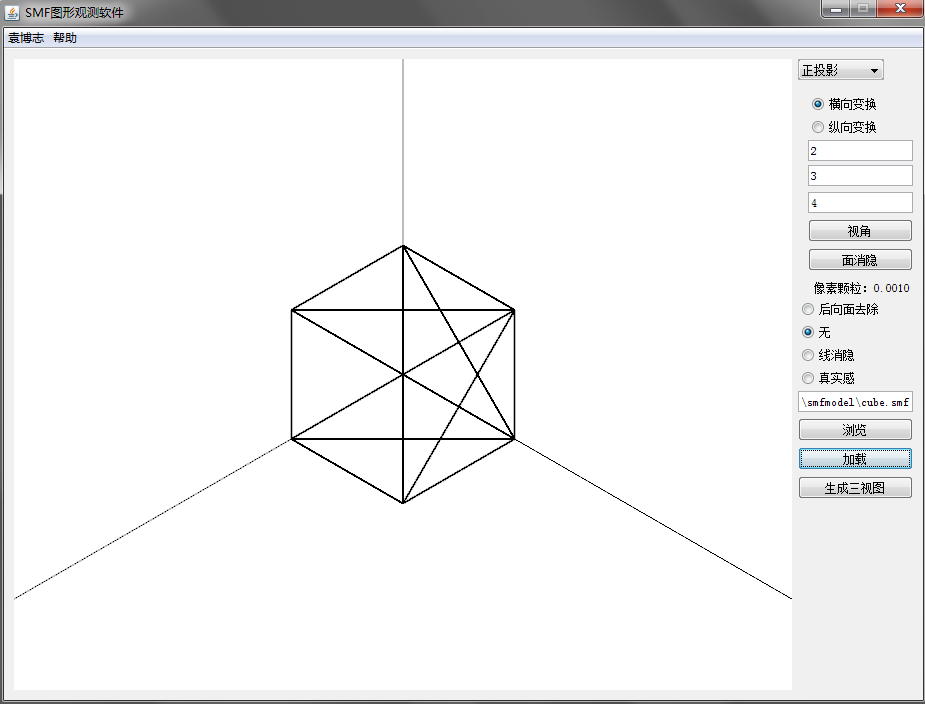 SMF图形观测软件
袁博志 帮助
正投影
横向变换
纵向变换
2
3
4
视角
面消隐
像素颗粒: 0.0010
后向面去除
无
线消隐
真实感
\smfmodel\cube.smf
浏览
加载
生成三视图